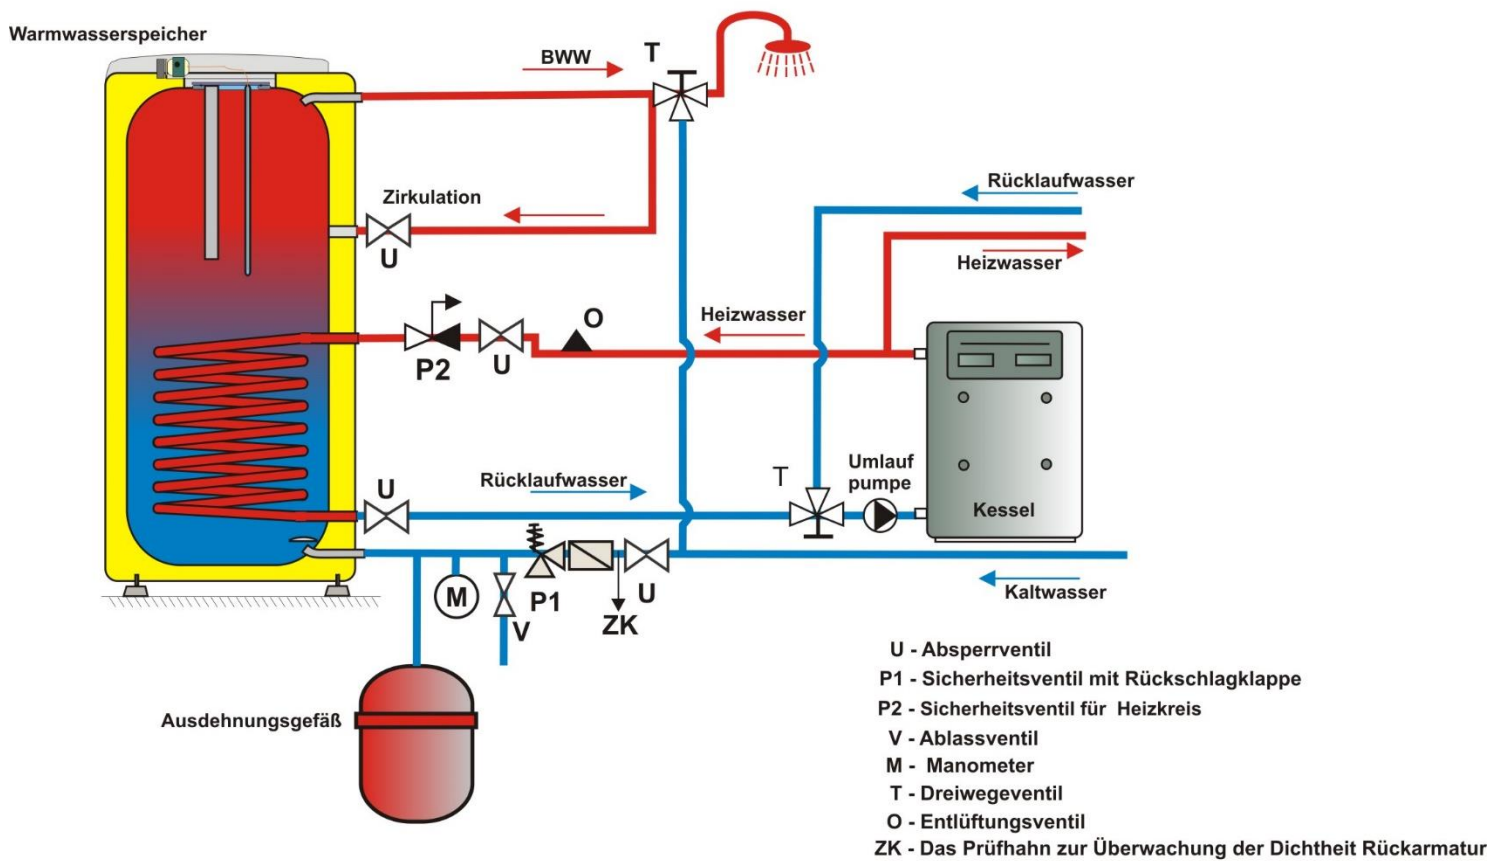 Warmwasserspeicher
BWW
T
Zirkulation
U
Rücklaufwasser
Heizwasser
Heizwasser
O
P2
U
Rücklaufwasser
U
T
Umlauf
pumpe
Kessel
M
V
P1
ZK
U
Kaltwasser
Ausdehnungsgefäß
U - Absperrventil
P1 - Sicherheitsventil mit Rückschlagklappe
P2 - Sicherheitsventil für Heizkreis
V - Ablassventil
M - Manometer
T - Dreiwegeventil
O - Entlüftungsventil
ZK - Das Prüfhahn zur Überwachung der Dichtheit Rückarmatur